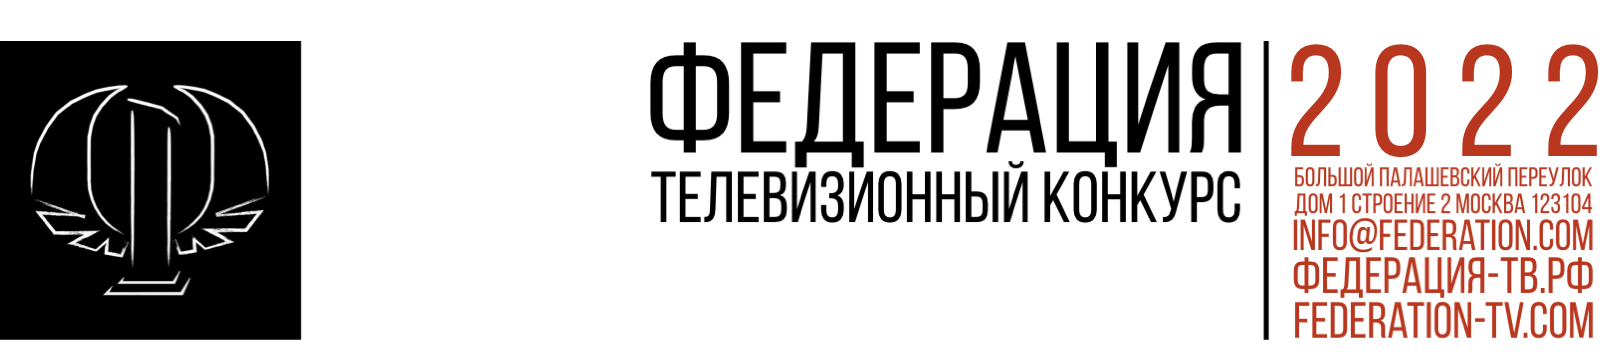 ФЕДЕРАЦИЯ
ТЕЛЕВИЗИОННЫЙ КОНКУРС
2022
БОЛЬШОЙ ПАЛАШЕВСКИЙ ПЕРЕУЛОК
ДОМ 1 СТРОЕНИЕ 2 МОСКВА 123104
INFO@FEDERATION.COM
ФЕДЕРАЦИЯ-ТВ.РФ
FEDERATION-TV.COM